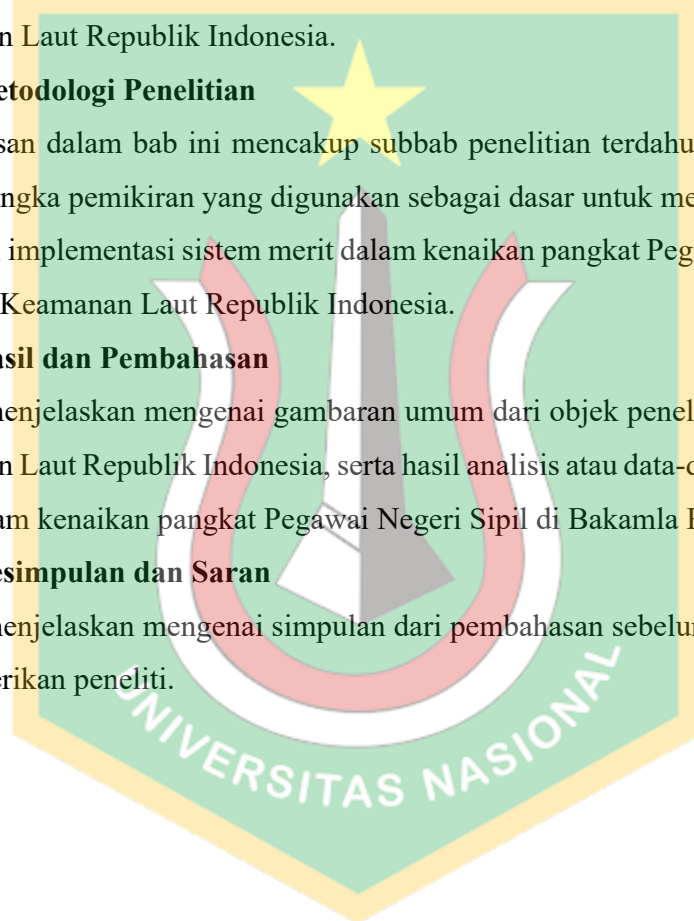 n Laut Republik Indonesia.
etodologi Penelitian
san dalam bab ini mencakup subbab penelitian terdahu
ngka pemikiran yang digunakan sebagai dasar untuk me
implementasi sistem merit dalam kenaikan pangkat Peg
Keamanan Laut Republik Indonesia.
asil dan Pembahasan
enjelaskan mengenai gambaran umum dari objek penel
n Laut Republik Indonesia, serta hasil analisis atau data-d
am kenaikan pangkat Pegawai Negeri Sipil di Bakamla
esimpulan dan Saran
enjelaskan mengenai simpulan dari pembahasan sebelu
erikan peneliti.
UNIVERSITAS NASIONAL